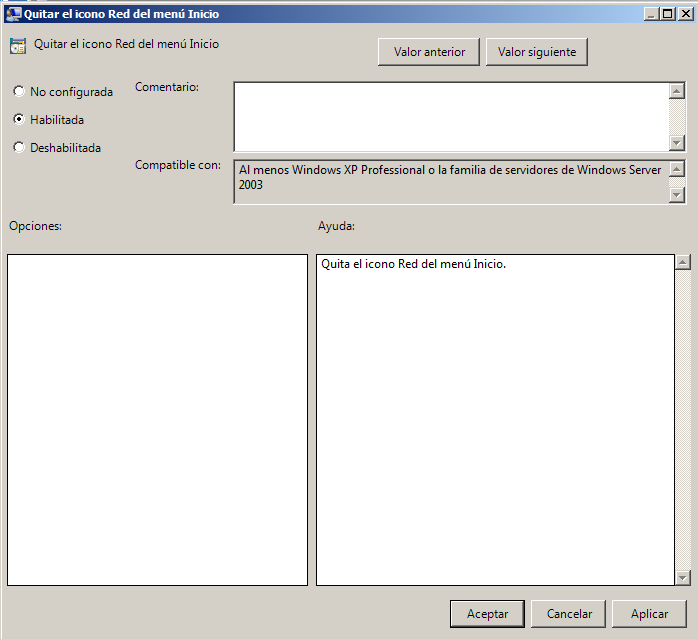 Quitar el icono Red del menú Inicio
Quitar el icono Red del menú Inicio
Valor anterior
Valor siguiente
No configurada
Habilitada
Deshabilitada
Comentario:
Compatible con:
Al menos Windows XP Professional o la familia de servidores de Windows Server
2003
Opciones:
Ayuda:
Quita el icono Red del menú Inicio.
Aceptar
Cancelar
Aplicar